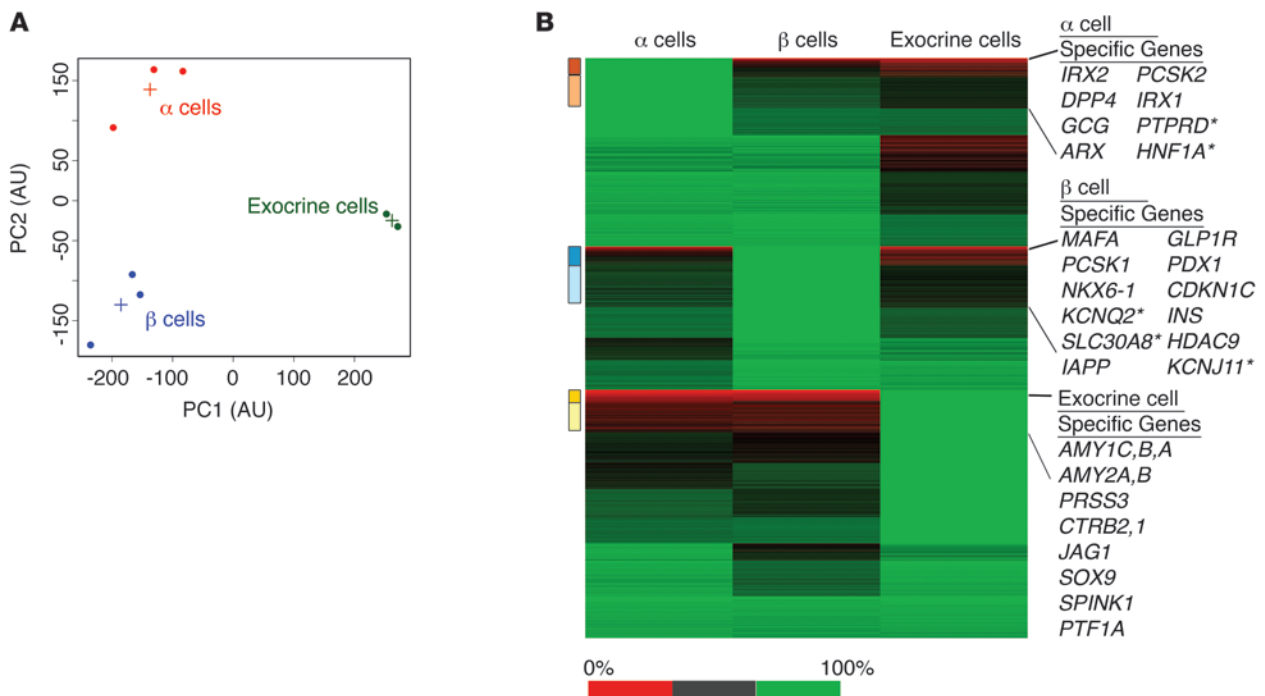 A
150
50
0
-50
-150
PC2 (AU)
α cells
Exocrine cells
β cells
-200 -100 0 100 200
PC1 (AU)
B
α cells β cells Exocrine cells
0% 100%
α cell
Specific Genes
IRX2 PCSK2
DPP4 IRX1
GCG PTPRD*
ARX HNF1A*
β cell
Specific Genes
MAFA GLP1R
PCSK1 PDX1
NKX6-1 CDKN1C
KCNQ2* INS
SLC30A8* HDAC9
IAPP KCNJ11*
Exocrine cell
Specific Genes
AMY1C,B,A
AMY2A,B
PRSS3
CTRB2,1
JAG1
SOX9
SPINK1
PTF1A